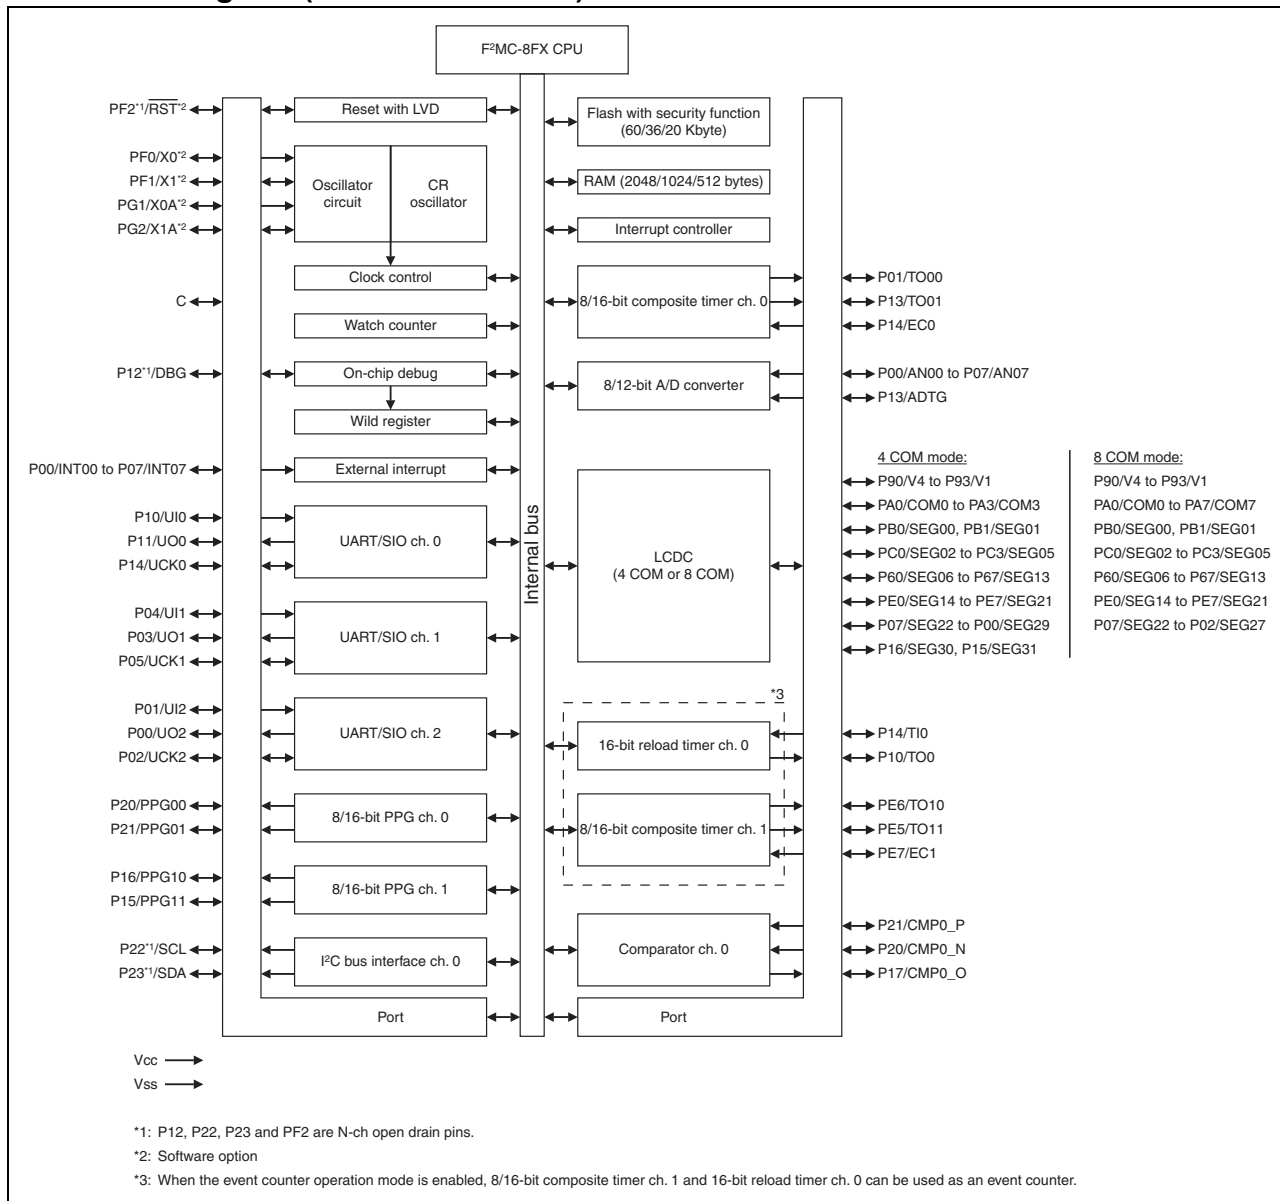 F²MC-8FX CPU
PF2*1/RST*2
Reset with LVD
Flash with security function
(60/36/20 Kbyte)
PF0/X0*2
PF1/X1*2
PG1/X0A*2
PG2/X1A*2
Oscillator
circuit
CR
oscillator
RAM (2048/1024/512 bytes)
Interrupt controller
Clock control
C
Watch counter
8/16-bit composite timer ch. 0
P01/TO00
P13/TO01
P14/EC0
P12*1/DBG
On-chip debug
Wild register
8/12-bit A/D converter
P00/AN00 to P07/AN07
P13/ADTG
P00/INT00 to P07/INT07
External interrupt
Internal bus
P10/UI0
P11/UO0
P14/UCK0
UART/SIO ch. 0
P04/UI1
P03/UO1
P05/UCK1
UART/SIO ch. 1
LCDC
(4 COM or 8 COM)
4 COM mode:
P90/V4 to P93/V1
PA0/COM0 to PA3/COM3
PB0/SEG00, PB1/SEG01
PC0/SEG02 to PC3/SEG05
P60/SEG06 to P67/SEG13
PE0/SEG14 to PE7/SEG21
P07/SEG22 to P00/SEG29
P16/SEG30, P15/SEG31
8 COM mode:
P90/V4 to P93/V1
PA0/COM0 to PA7/COM7
PB0/SEG00, PB1/SEG01
PC0/SEG02 to PC3/SEG05
P60/SEG06 to P67/SEG13
PE0/SEG14 to PE7/SEG21
P07/SEG22 to P02/SEG27
P01/UI2
P00/UO2
P02/UCK2
UART/SIO ch. 2
*3
16-bit reload timer ch. 0
P14/TI0
P10/TO0
P20/PPG00
P21/PPG01
8/16-bit PPG ch. 0
8/16-bit composite timer ch. 1
PE6/TO10
PE5/TO11
PE7/EC1
P16/PPG10
P15/PPG11
8/16-bit PPG ch. 1
P22*1/SCL
P23*1/SDA
I²C bus interface ch. 0
Comparator ch. 0
P21/CMP0_P
P20/CMP0_N
P17/CMP0_O
Port
Port
Vcc
Vss
*1: P12, P22, P23 and PF2 are N-ch open drain pins.
*2: Software option
*3: When the event counter operation mode is enabled, 8/16-bit composite timer ch. 1 and 16-bit reload timer ch. 0 can be used as an event counter.